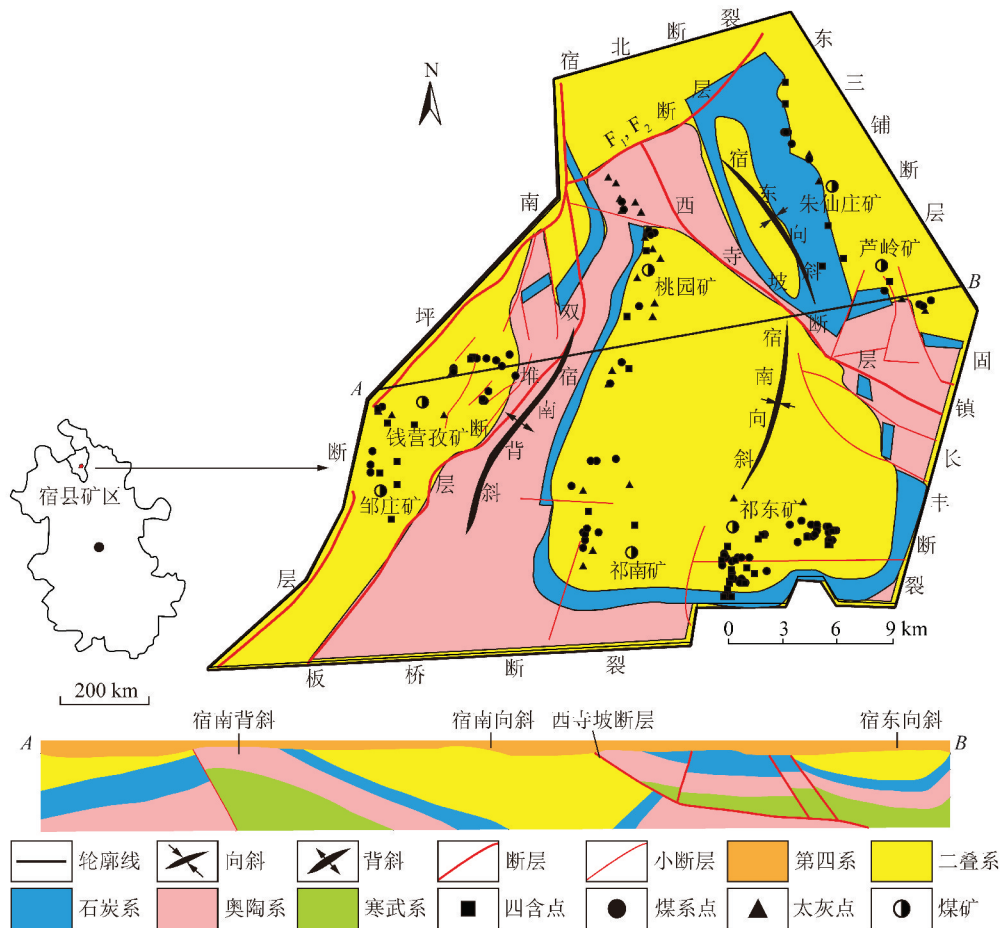 宿北断裂
东三铺断层
N
F₁,F₂断层
南坪断层
宿东向斜
朱仙庄矿
西寺坡断层
芦岭矿
桃园矿
B
双堆断层
宿南背斜
宿南向斜
固镇长丰断裂
A
钱营孜矿
宿县矿区
邹庄矿
祁东矿
祁南矿
0 3 6 9 km
板桥断裂
200 km
A 宿南背斜 宿南向斜 西寺坡断层 宿东向斜 B
轮廓线 向斜 背斜 断层 小断层 第四系 二叠系
石炭系 奥陶系 寒武系 四含点 煤系点 太灰点 煤矿